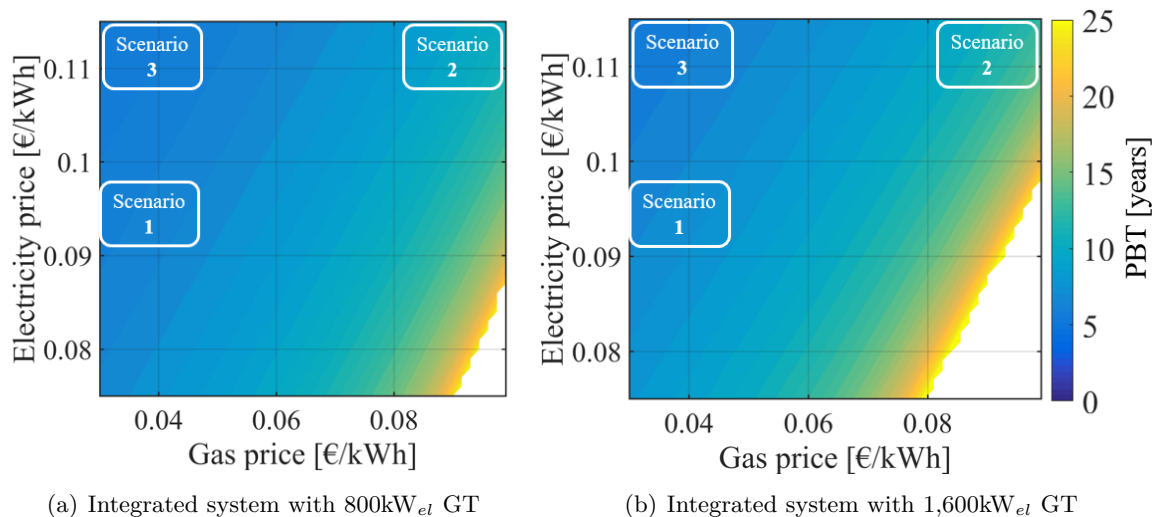 Scenario
3
Scenario
2
Scenario
1
0.11
0.1
0.09
0.08
Electricity price [€/kWh]
0.04
0.06
0.08
Gas price [€/kWh]
(a) Integrated system with 800kWel GT
Scenario
3
Scenario
2
Scenario
1
0.11
0.1
0.09
0.08
Electricity price [€/kWh]
0.04
0.06
0.08
Gas price [€/kWh]
25
20
15
10
5
0
PBT [years]
(b) Integrated system with 1,600kWel GT